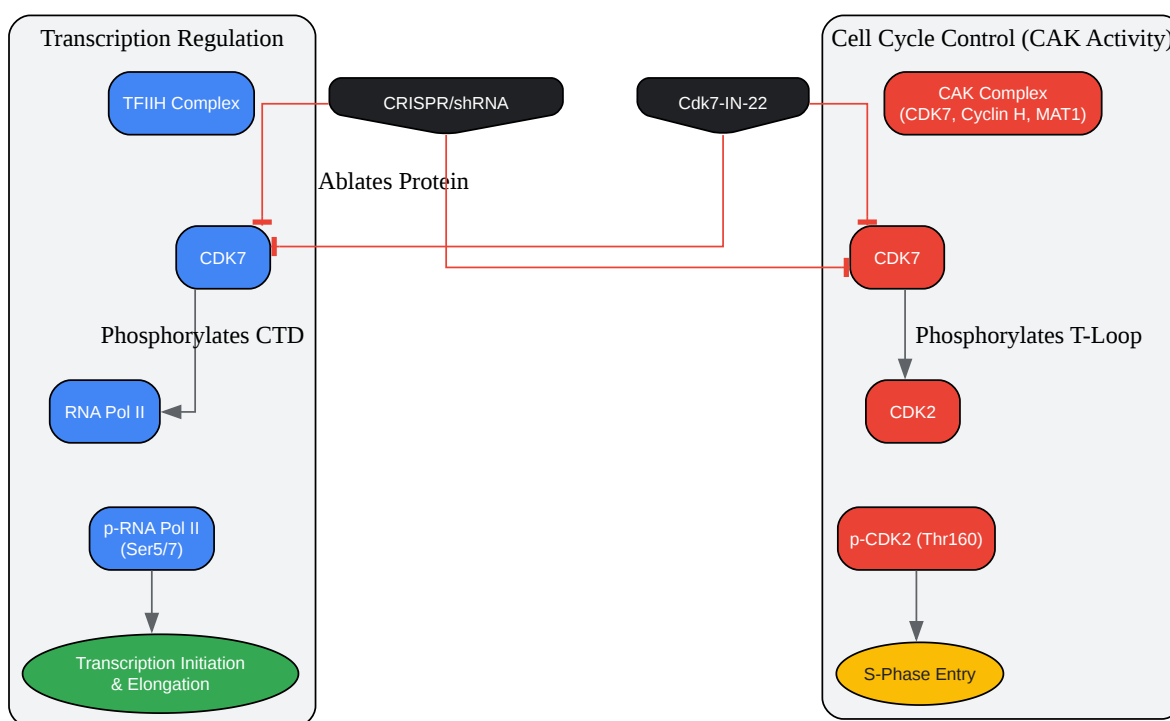 Transcription Regulation
Cell Cycle Control (CAK Activity)
TFIIH Complex
CRISPR/shRNA
Cdk7-IN-22
CAK Complex
(CDK7, Cyclin H, MAT1)
Ablates Protein
CDK7
CDK7
Phosphorylates CTD
Phosphorylates T-Loop
RNA Pol II
CDK2
p-RNA Pol II
(Ser5/7)
p-CDK2 (Thr160)
Transcription Initiation
& Elongation
S-Phase Entry